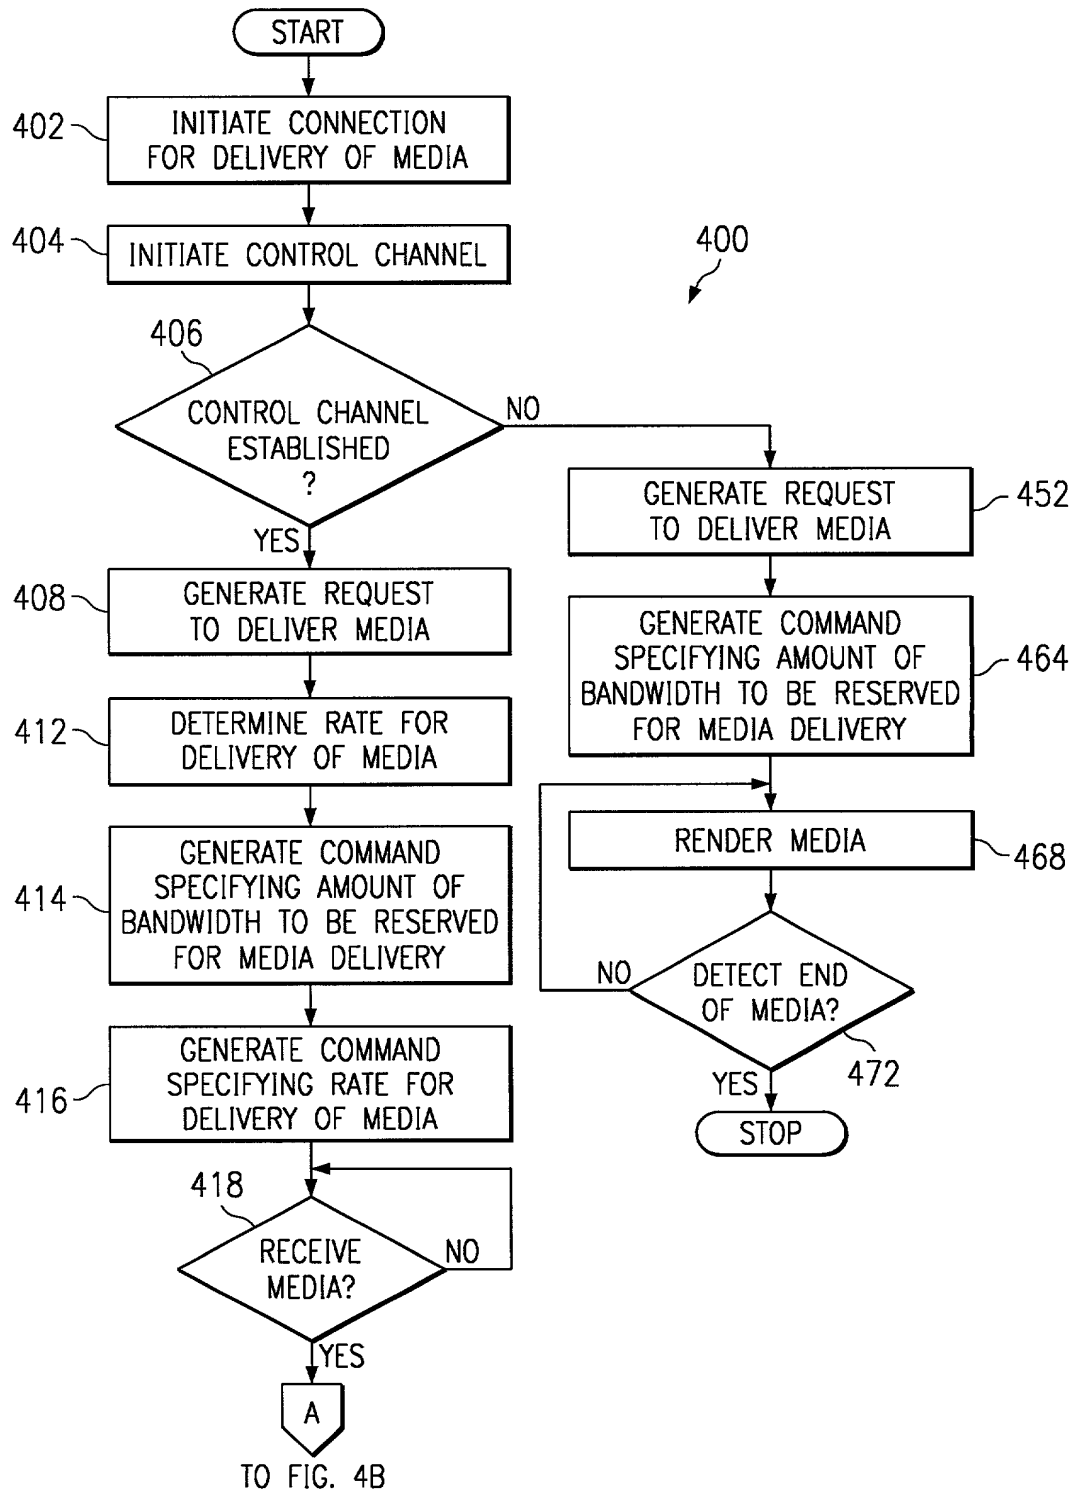 START
402
INITIATE CONNECTION
FOR DELIVERY OF MEDIA
404
INITIATE CONTROL CHANNEL
400
406
CONTROL CHANNEL
ESTABLISHED
?
NO
YES
408
GENERATE REQUEST
TO DELIVER MEDIA
412
DETERMINE RATE FOR
DELIVERY OF MEDIA
414
GENERATE COMMAND
SPECIFYING AMOUNT OF
BANDWIDTH TO BE RESERVED
FOR MEDIA DELIVERY
416
GENERATE COMMAND
SPECIFYING RATE FOR
DELIVERY OF MEDIA
418
RECEIVE
MEDIA?
NO
YES
A
TO FIG. 4B
GENERATE REQUEST
TO DELIVER MEDIA
452
GENERATE COMMAND
SPECIFYING AMOUNT OF
BANDWIDTH TO BE RESERVED
FOR MEDIA DELIVERY
464
RENDER MEDIA
468
DETECT END
OF MEDIA?
NO
472
YES
STOP